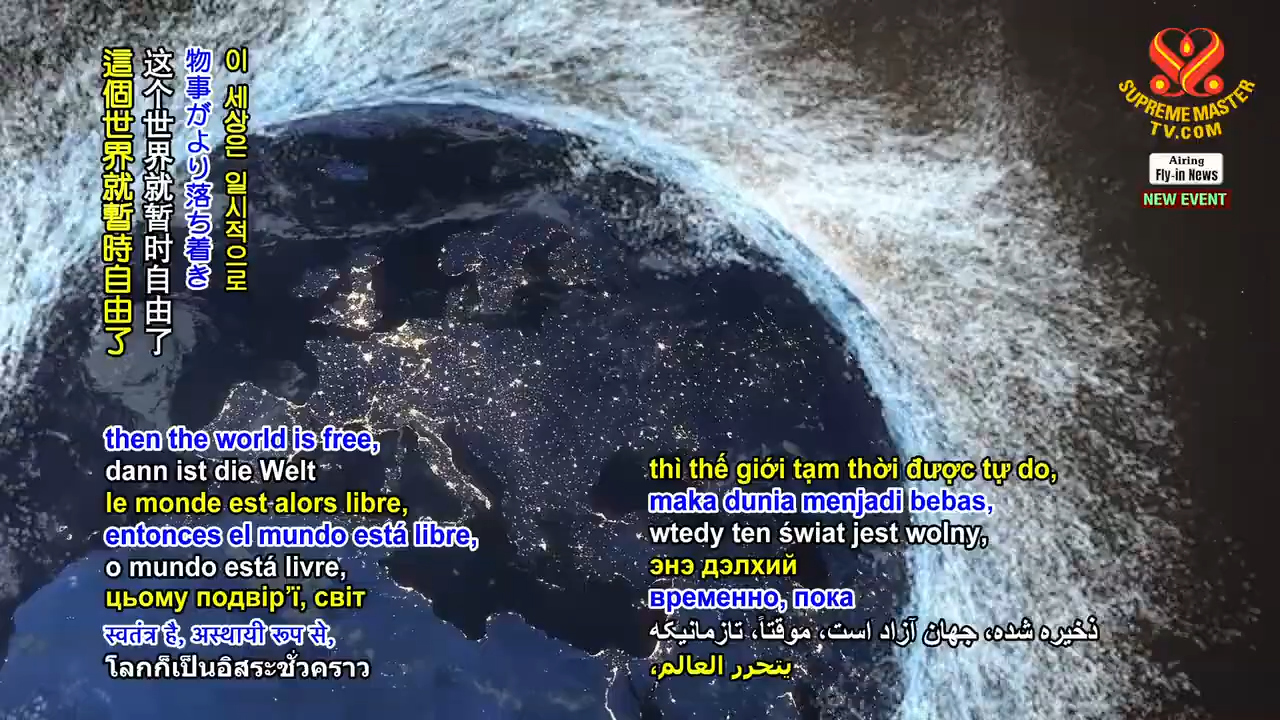 這個世界就暫時自由了
这个世界就暂时自由了
物事がより落ち着き
이 세상은 일시적으로
SUPREME MASTER
TV.COM
Airing
Fly-in News
NEW EVENT
then the world is free,
dann ist die Welt
le monde est alors libre,
entonces el mundo está libre,
o mundo está livre,
цьому подвір’ї, світ
स्वतंत्र है, अस्थायी रूप से,
โลกก็เป็นอิสระชั่วคราว
thì thế giới tạm thời được tự do,
maka dunia menjadi bebas,
wtedy ten świat jest wolny,
энэ дэлхий
временно, пока
ذخیره شده، جهان آزاد است، موقتاً، تازمانیکه
يتحرر العالم،